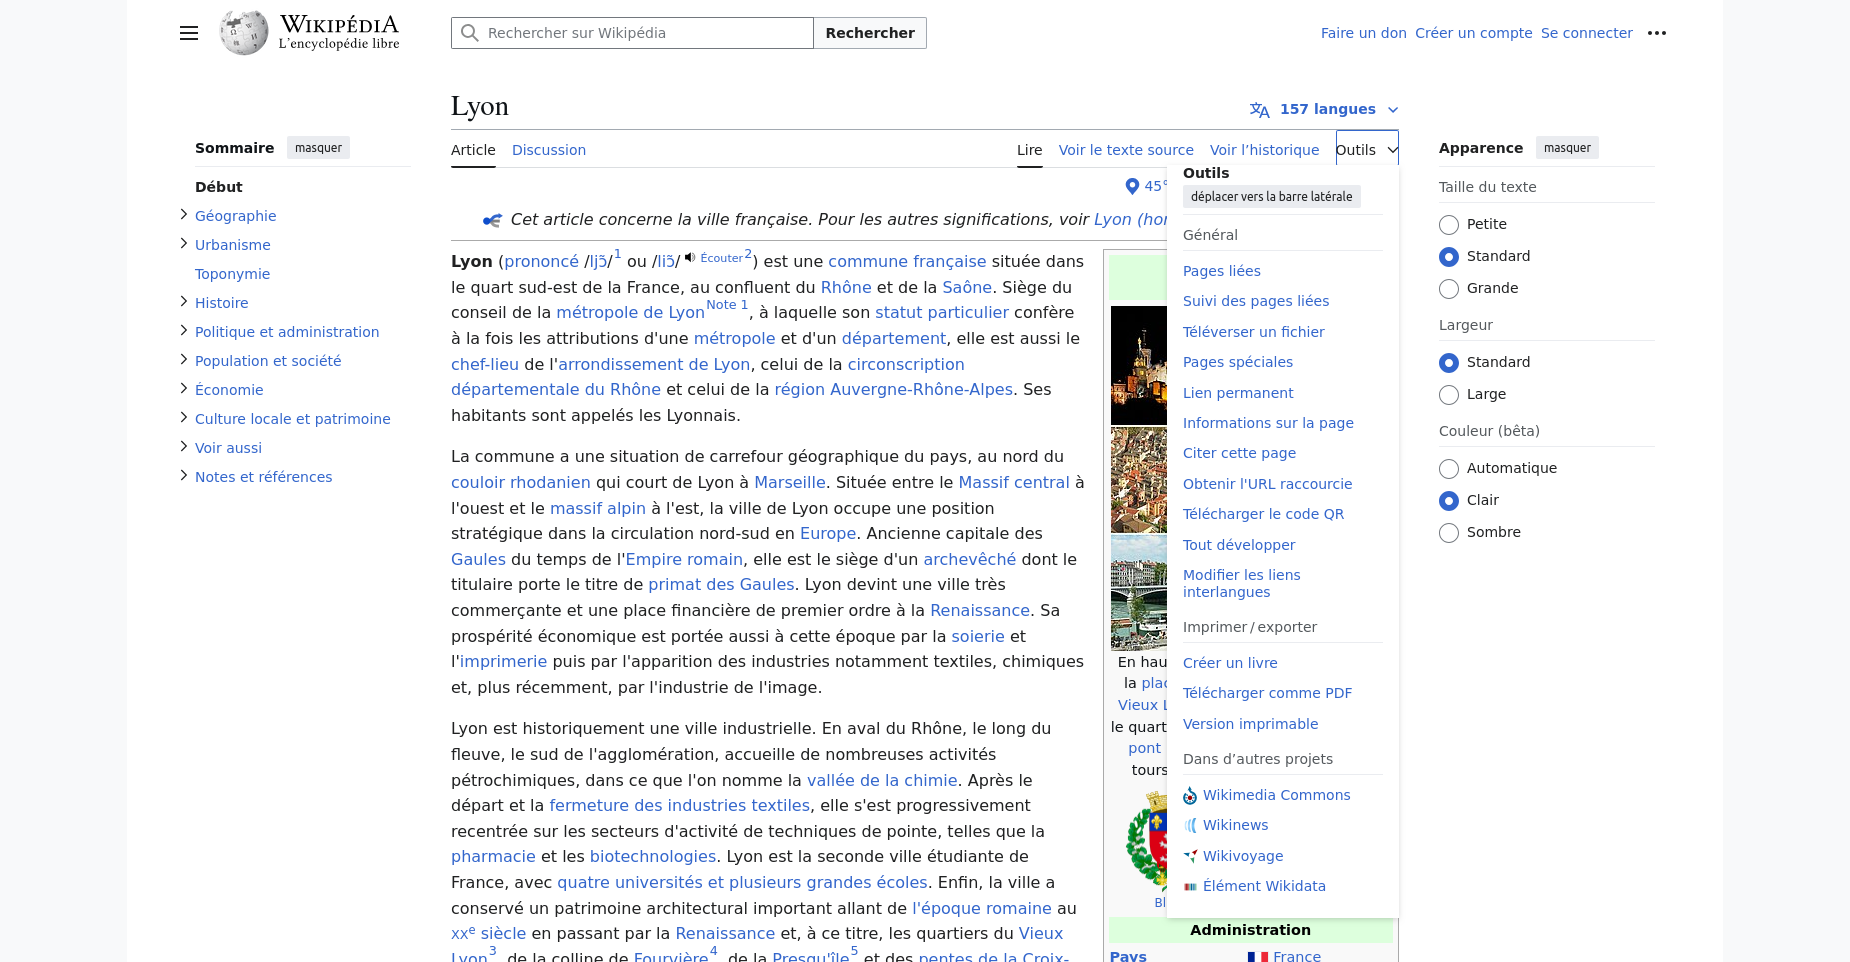 WIKIPÉDIA
L'encyclopédie libre
Rechercher sur Wikipédia
Rechercher
Faire un don Créer un compte Se connecter
Sommaire masquer
Début
Géographie
Urbanisme
Toponymie
Histoire
Politique et administration
Population et société
Économie
Culture locale et patrimoine
Voir aussi
Notes et références
Lyon
157 langues
Article Discussion
Lire Voir le texte source Voir l’historique Outils
45°
Cet article concerne la ville française. Pour les autres significations, voir Lyon (hor
Lyon (prononcé /ljɔ̃/1 ou /liɔ̃/ Écouter2) est une commune française située dans
le quart sud-est de la France, au confluent du Rhône et de la Saône. Siège du
conseil de la métropole de LyonNote 1, à laquelle son statut particulier confère
à la fois les attributions d'une métropole et d'un département, elle est aussi le
chef-lieu de l'arrondissement de Lyon, celui de la circonscription
départementale du Rhône et celui de la région Auvergne-Rhône-Alpes. Ses
habitants sont appelés les Lyonnais.
La commune a une situation de carrefour géographique du pays, au nord du
couloir rhodanien qui court de Lyon à Marseille. Située entre le Massif central à
l'ouest et le massif alpin à l'est, la ville de Lyon occupe une position
stratégique dans la circulation nord-sud en Europe. Ancienne capitale des
Gaules du temps de l'Empire romain, elle est le siège d'un archevêché dont le
titulaire porte le titre de primat des Gaules. Lyon devint une ville très
commerçante et une place financière de premier ordre à la Renaissance. Sa
prospérité économique est portée aussi à cette époque par la soierie et
l'imprimerie puis par l'apparition des industries notamment textiles, chimiques
et, plus récemment, par l'industrie de l'image.
Lyon est historiquement une ville industrielle. En aval du Rhône, le long du
fleuve, le sud de l'agglomération, accueille de nombreuses activités
pétrochimiques, dans ce que l'on nomme la vallée de la chimie. Après le
départ et la fermeture des industries textiles, elle s'est progressivement
recentrée sur les secteurs d'activité de techniques de pointe, telles que la
pharmacie et les biotechnologies. Lyon est la seconde ville étudiante de
France, avec quatre universités et plusieurs grandes écoles. Enfin, la ville a
conservé un patrimoine architectural important allant de l'époque romaine au
XXe siècle en passant par la Renaissance et, à ce titre, les quartiers du Vieux
Lyon3, de la colline de Fourvière4, de la Presqu'île5 et des pentes de la Croix-
En hau
la plac
Vieux L
le quart
pont
tours
Bl
Administration
Pays France
Outils
déplacer vers la barre latérale
Général
Pages liées
Suivi des pages liées
Téléverser un fichier
Pages spéciales
Lien permanent
Informations sur la page
Citer cette page
Obtenir l'URL raccourcie
Télécharger le code QR
Tout développer
Modifier les liens
interlangues
Imprimer / exporter
Créer un livre
Télécharger comme PDF
Version imprimable
Dans d’autres projets
Wikimedia Commons
Wikinews
Wikivoyage
Élément Wikidata
Apparence masquer
Taille du texte
Petite
Standard
Grande
Largeur
Standard
Large
Couleur (bêta)
Automatique
Clair
Sombre